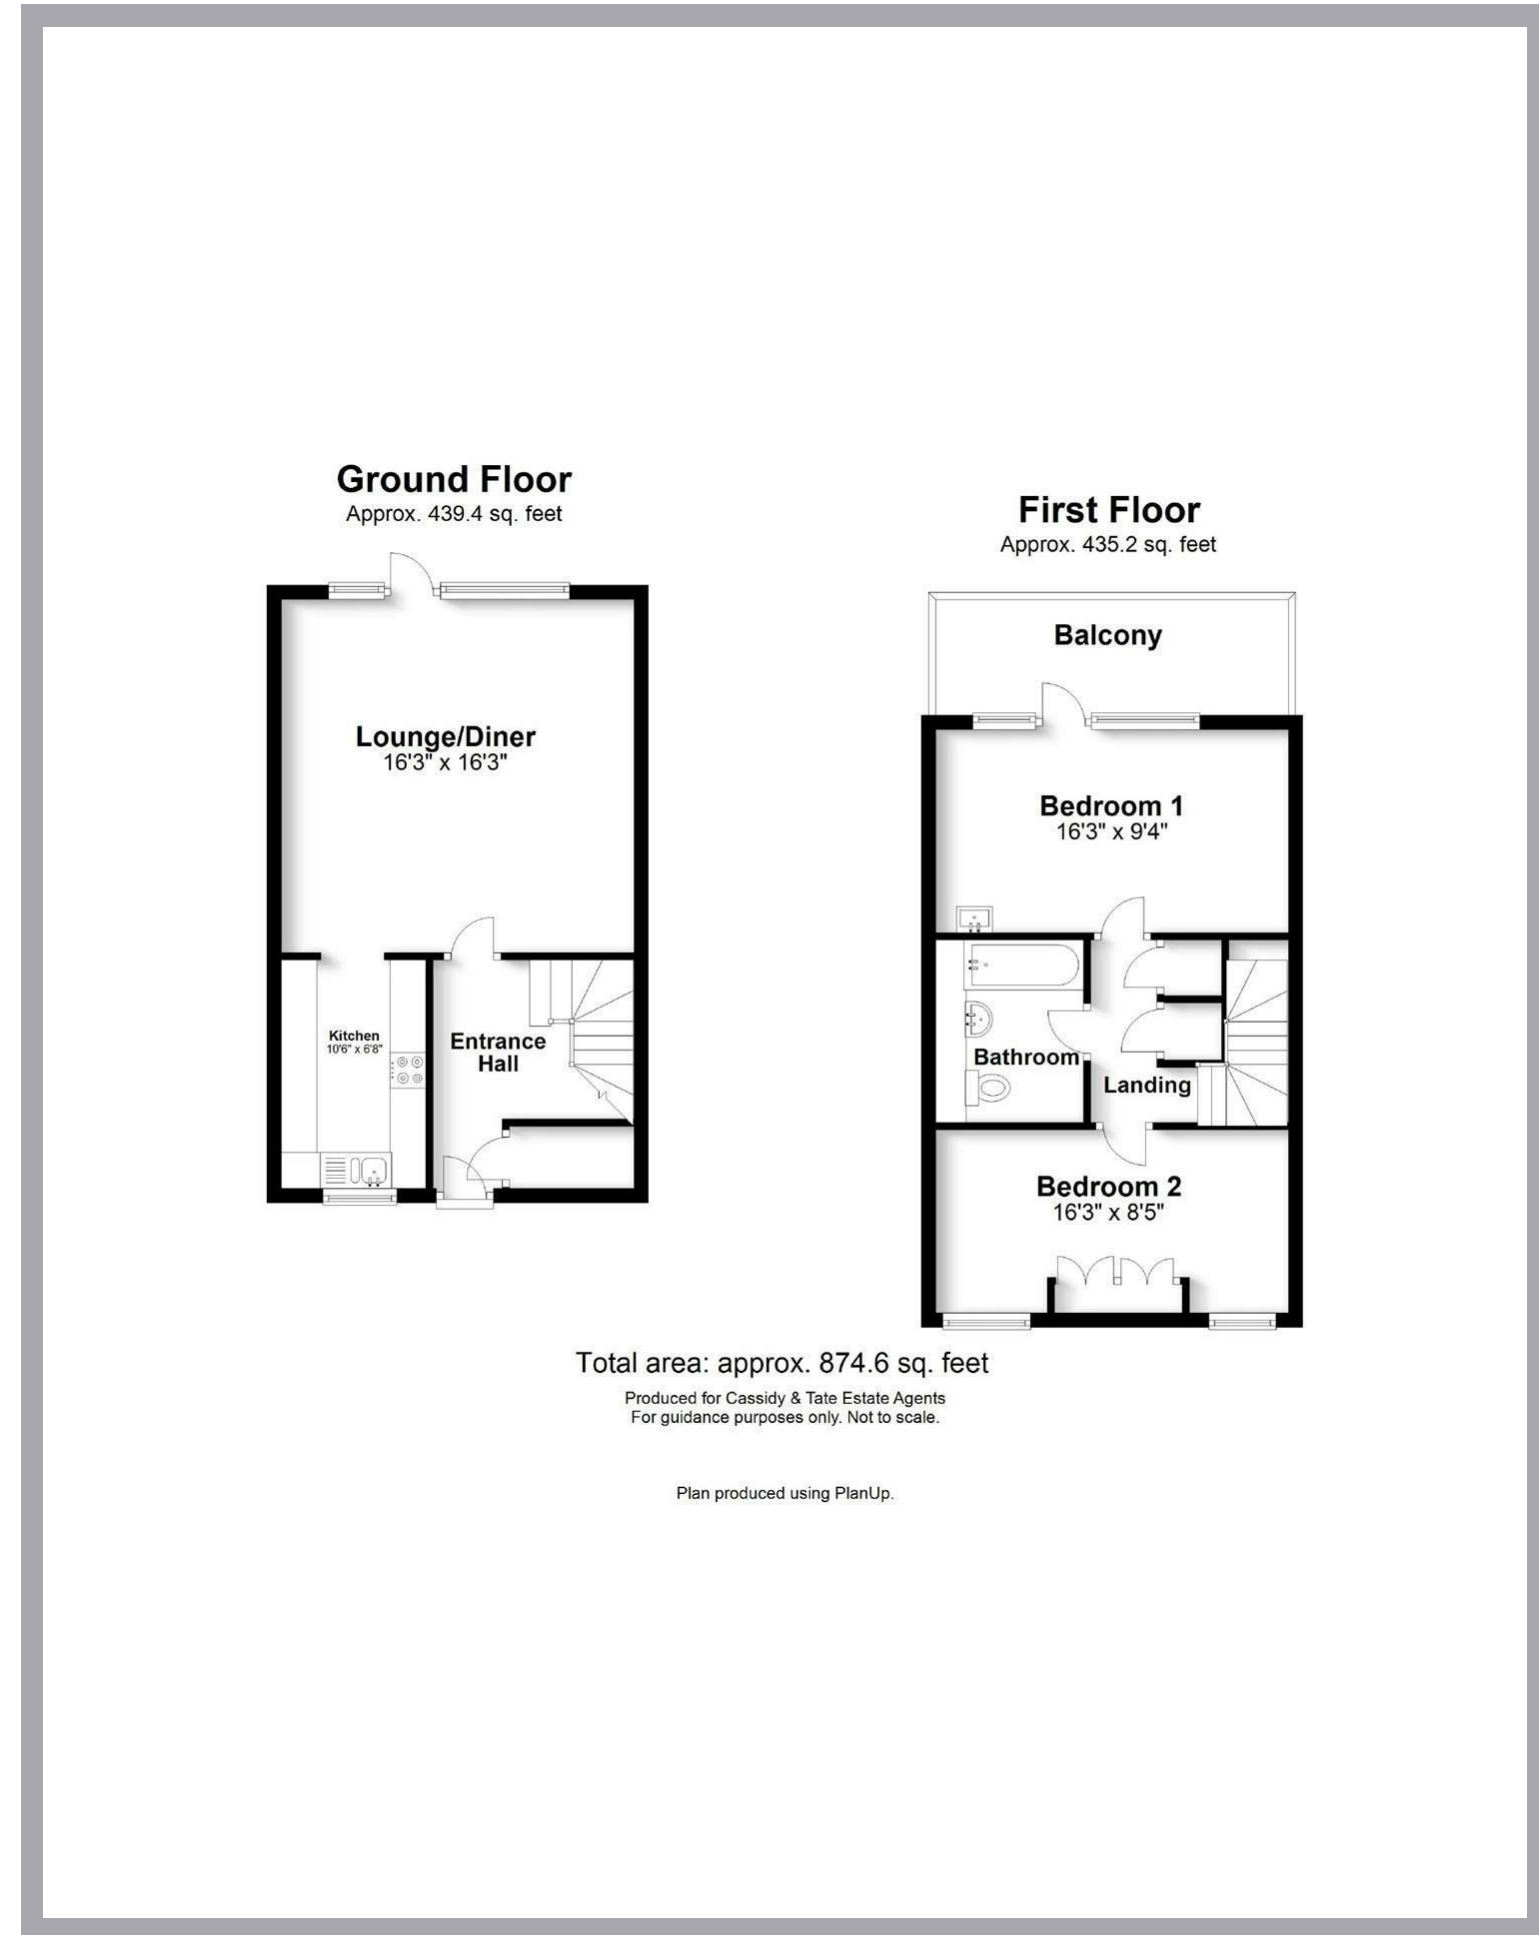 Ground Floor
Approx. 439.4 sq. feet
Lounge/Diner
16'3" x 16'3"
Kitchen
10'6" x 6'8"
Entrance
Hall
First Floor
Approx. 435.2 sq. feet
Balcony
Bedroom 1
16'3" x 9'4"
Bathroom
Landing
Bedroom 2
16'3" x 8'5"
Total area: approx. 874.6 sq. feet
Produced for Cassidy & Tate Estate Agents
For guidance purposes only. Not to scale.
Plan produced using PlanUp.